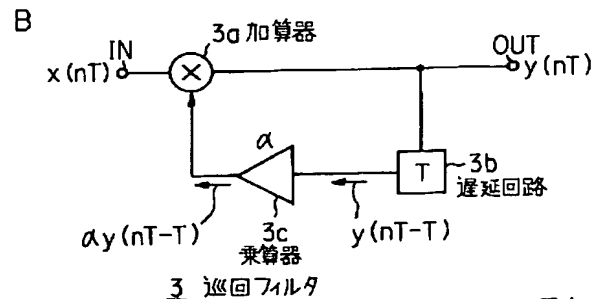 B
3a 加算器
IN
OUT
x(nT)
y(nT)
α
T
3b
遅延回路
αy(nT-T)
3c
乗算器
y(nT-T)
3 巡回フィルタ